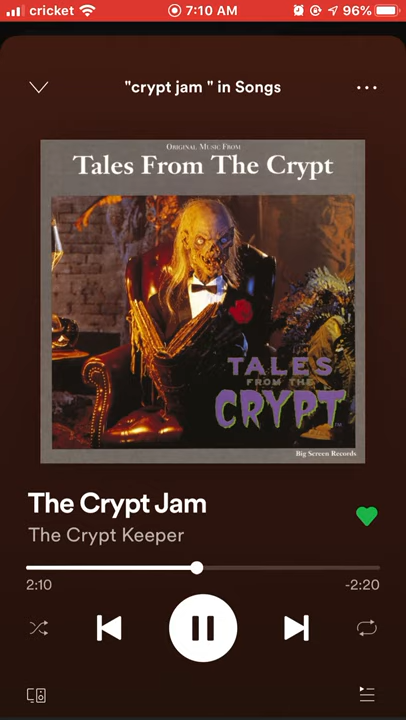 cricket 7:10 AM 96%
"crypt jam " in Songs
Original Music From
Tales From The Crypt
TALES
FROM THE
CRYPT
Big Screen Records
The Crypt Jam
The Crypt Keeper
2:10 -2:20